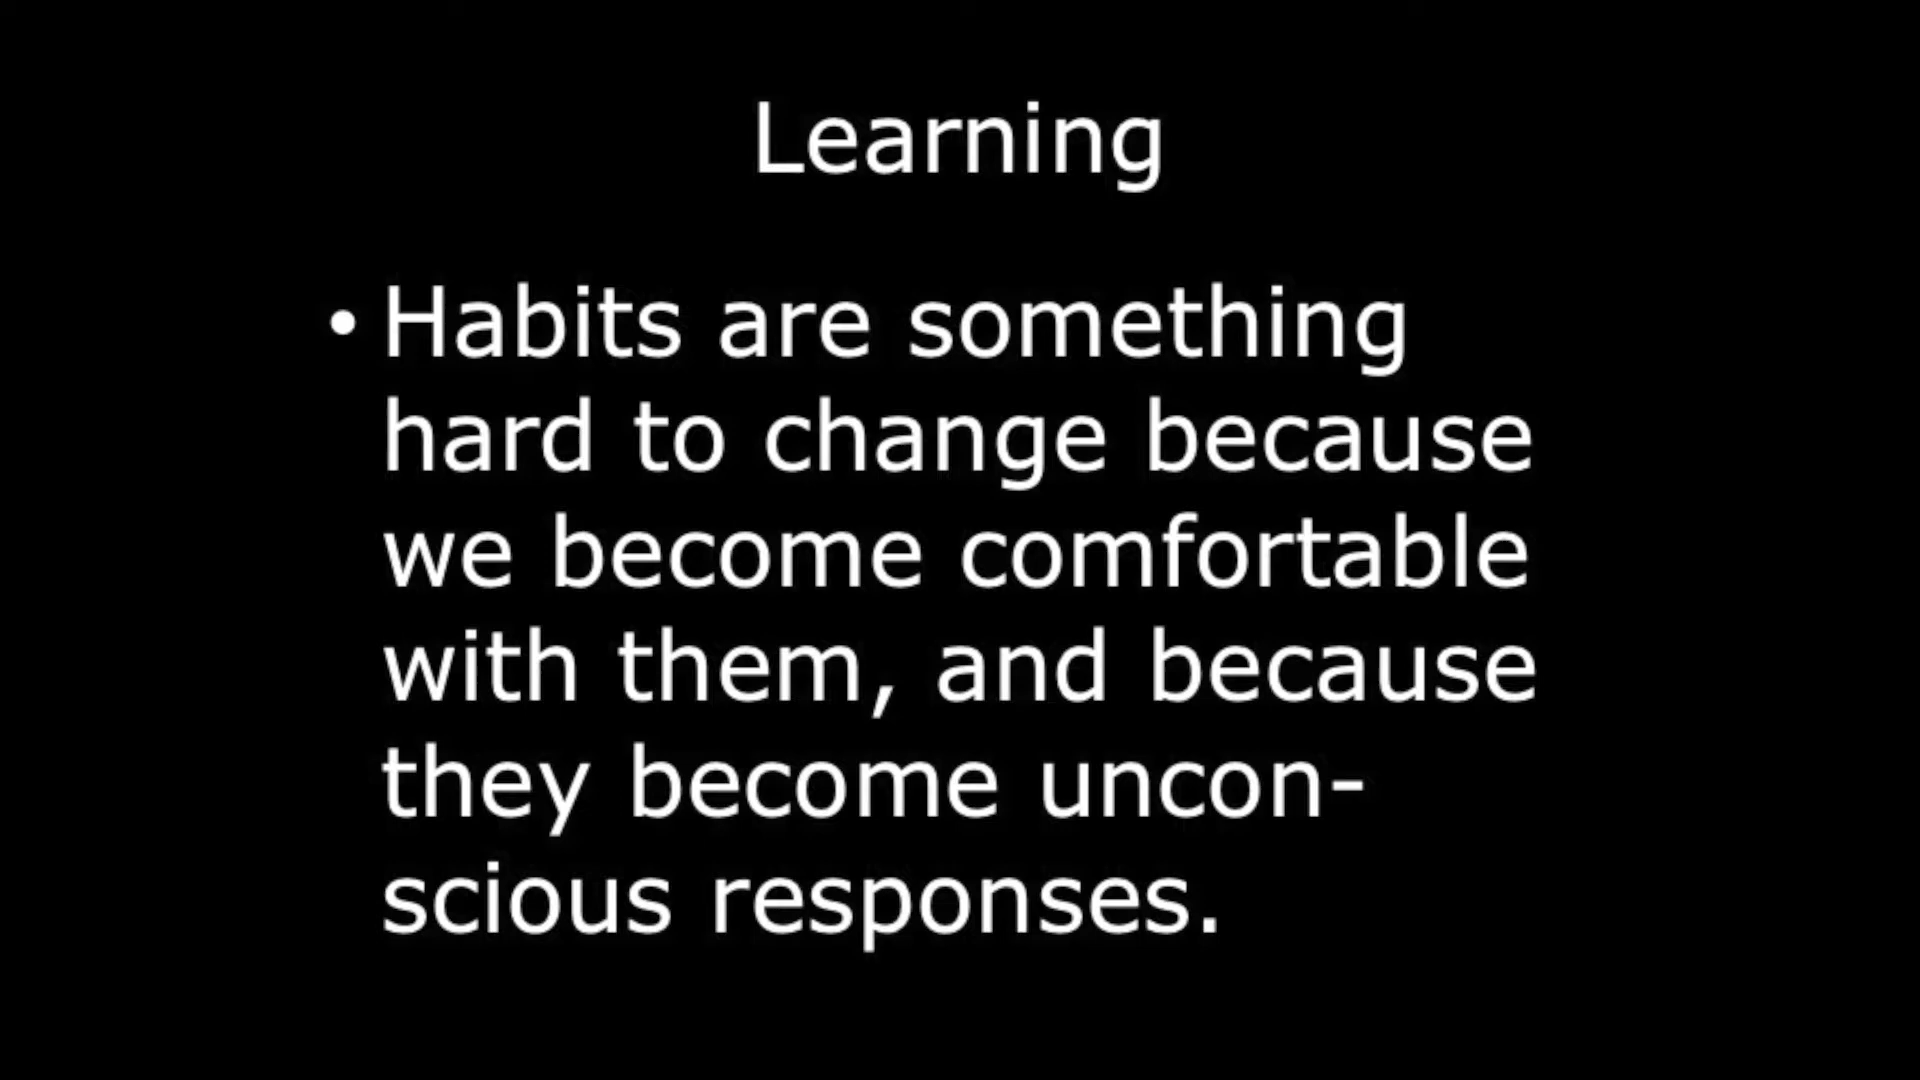 Learning
• Habits are something
hard to change because
we become comfortable
with them, and because
they become uncon-
scious responses.